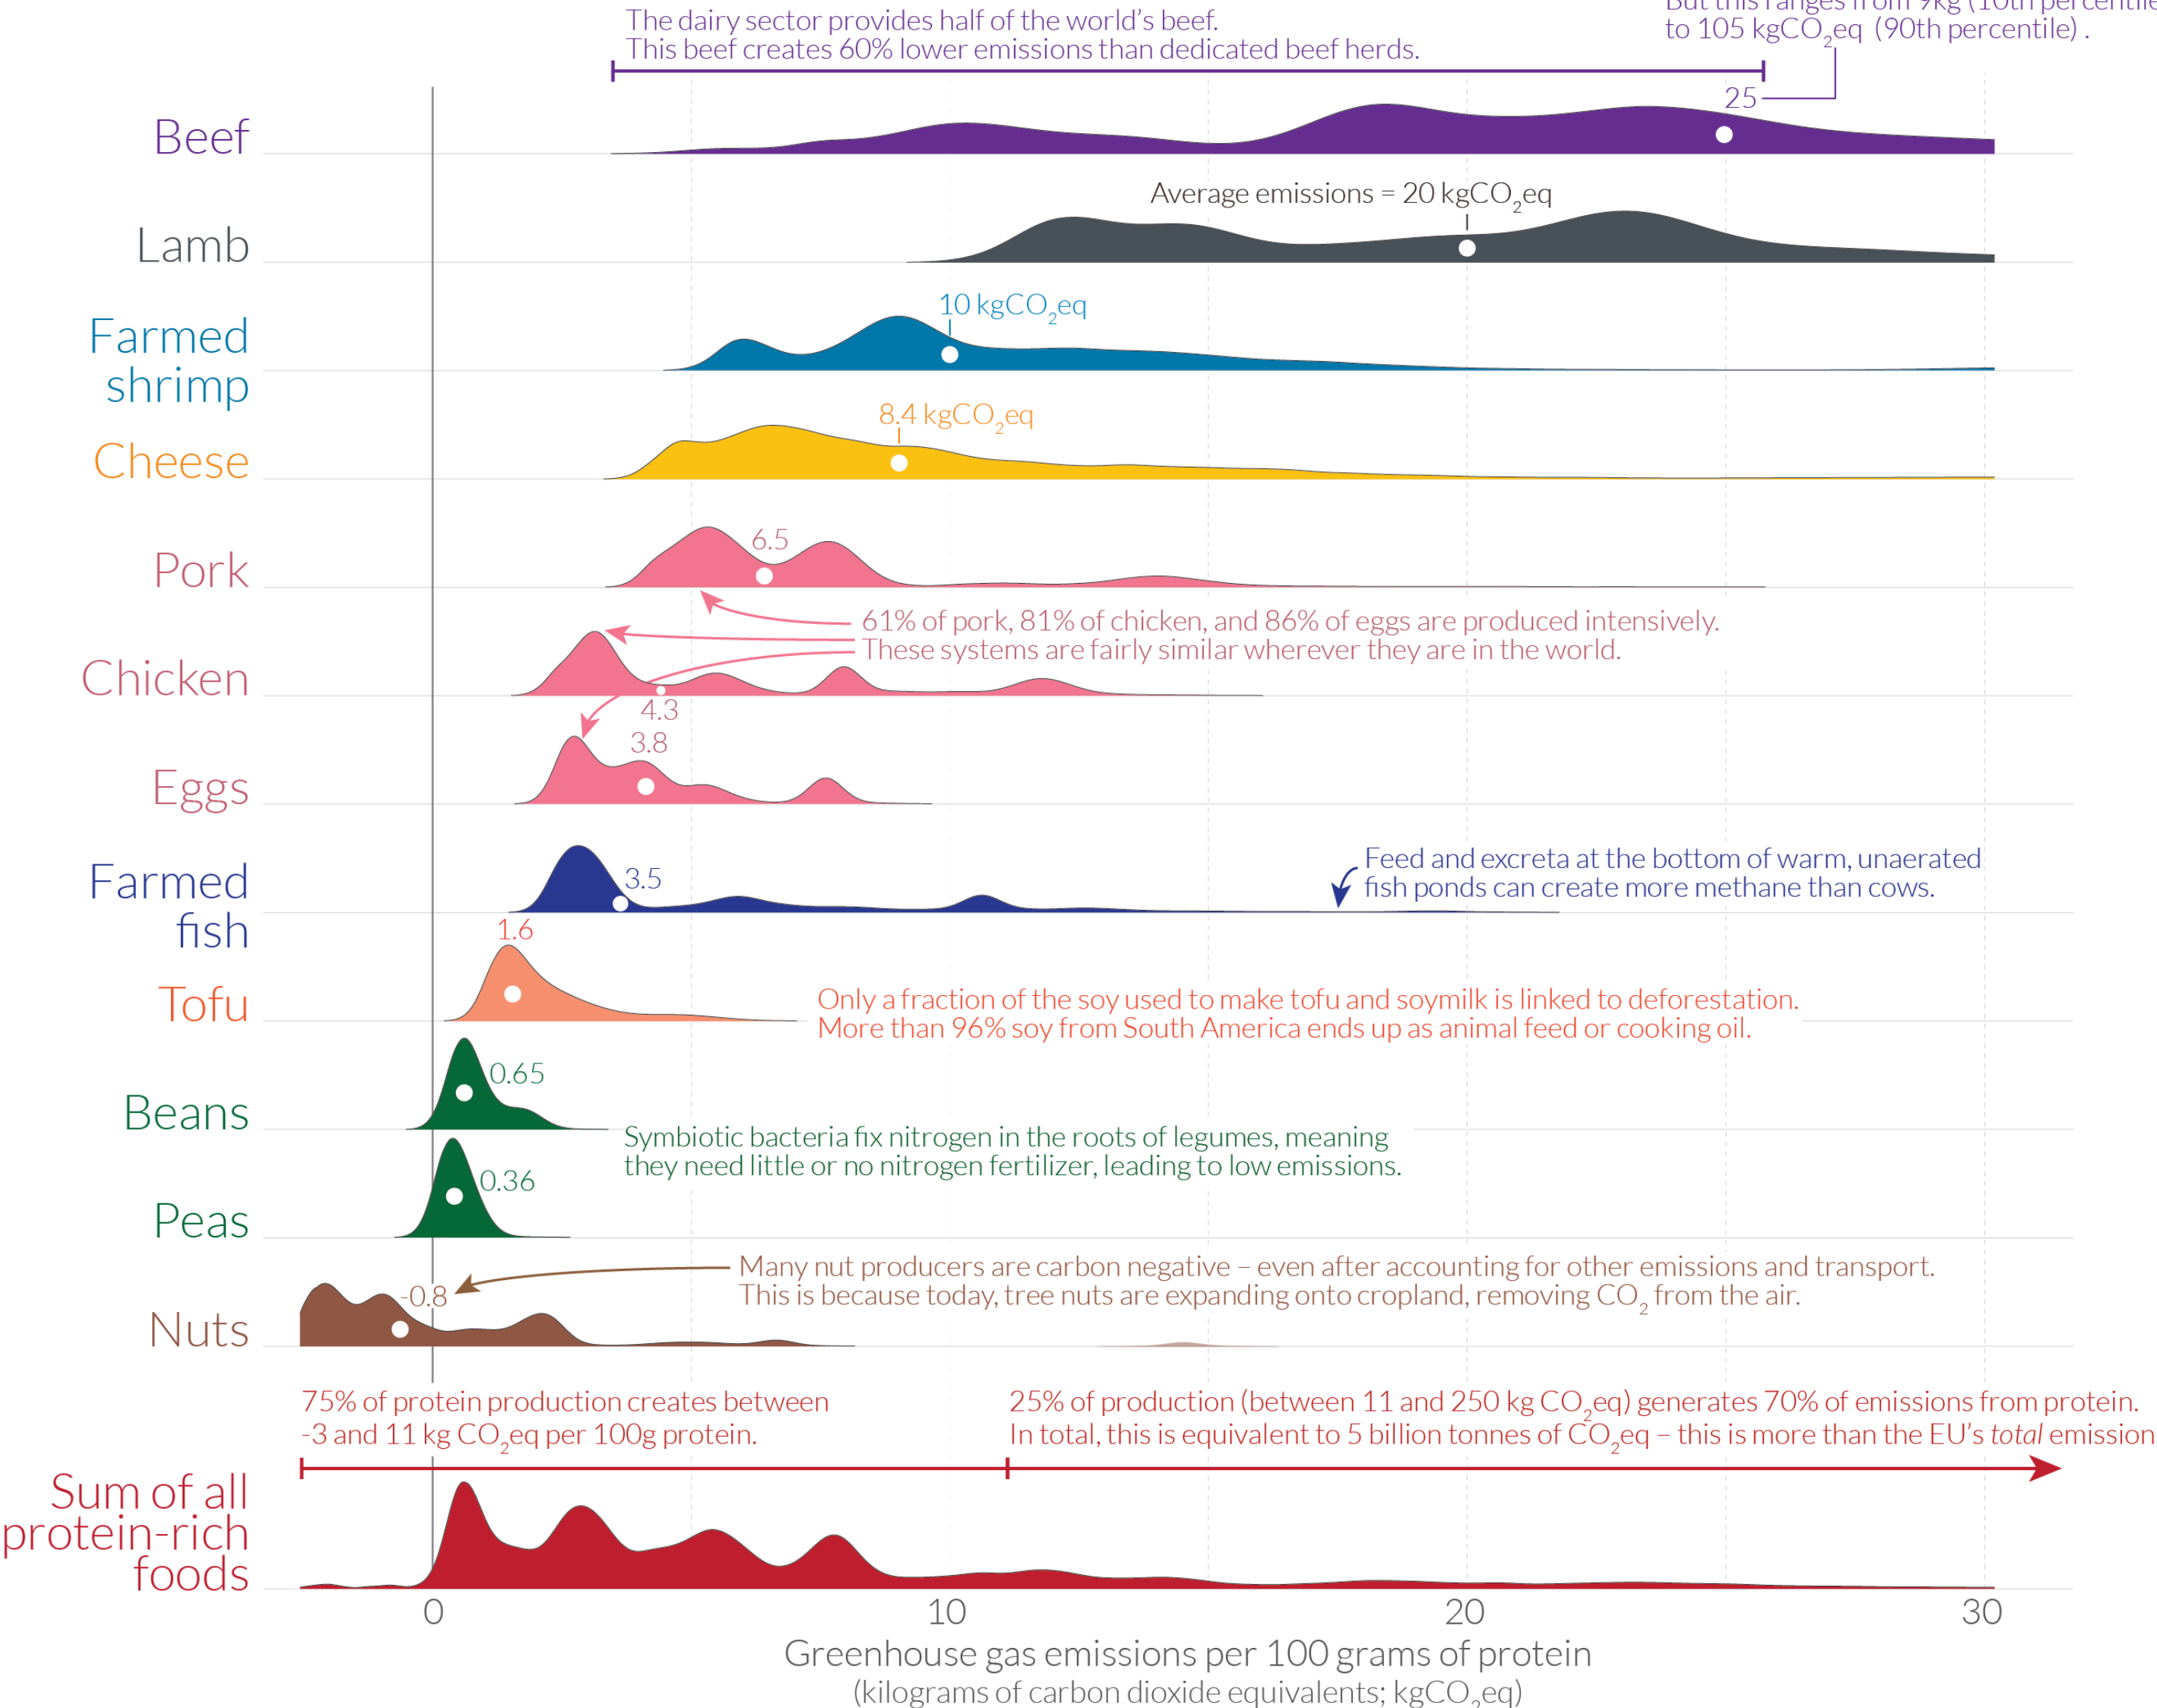 The dairy sector provides half of the world's beef.
This beef creates 60% lower emissions than dedicated beef herds.
But this ranges from 9kg (10th percentile
to 105 kgCO₂eq (90th percentile) .
25
Beef
Average emissions = 20 kgCO₂eq
Lamb
10 kgCO₂eq
Farmed
shrimp
8.4 kgCO₂eq
Cheese
6.5
Pork
61% of pork, 81% of chicken, and 86% of eggs are produced intensively.
These systems are fairly similar wherever they are in the world.
Chicken
4.3
3.8
Eggs
Feed and excreta at the bottom of warm, unaerated
fish ponds can create more methane than cows.
3.5
Farmed
fish
1.6
Tofu
Only a fraction of the soy used to make tofu and soymilk is linked to deforestation.
More than 96% soy from South America ends up as animal feed or cooking oil.
0.65
Beans
Symbiotic bacteria fix nitrogen in the roots of legumes, meaning
they need little or no nitrogen fertilizer, leading to low emissions.
0.36
Peas
Many nut producers are carbon negative – even after accounting for other emissions and transport.
This is because today, tree nuts are expanding onto cropland, removing CO₂ from the air.
-0.8
Nuts
75% of protein production creates between
-3 and 11 kg CO₂eq per 100g protein.
25% of production (between 11 and 250 kg CO₂eq) generates 70% of emissions from protein.
In total, this is equivalent to 5 billion tonnes of CO₂eq – this is more than the EU's total emission
Sum of all
protein-rich
foods
0 10 20 30
Greenhouse gas emissions per 100 grams of protein
(kilograms of carbon dioxide equivalents; kgCO₂eq)